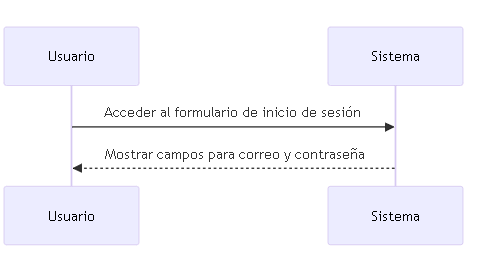 Usuario
Sistema
Acceder al formulario de inicio de sesión
Mostrar campos para correo y contraseña
Usuario
Sistema